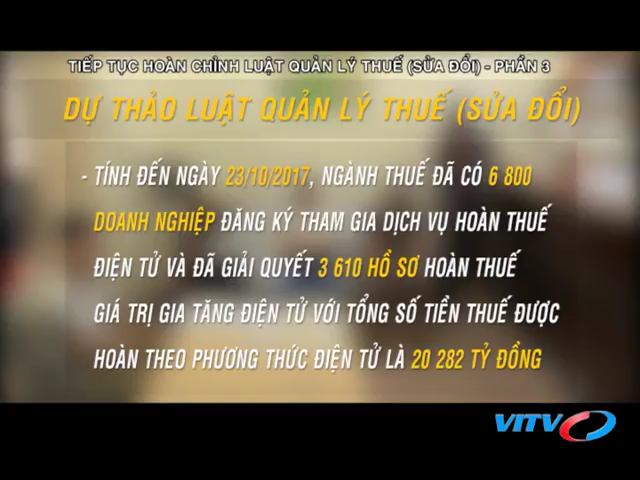 TIẾP TỤC HOÀN CHỈNH LUẬT QUẢN LÝ THUẾ (SỬA ĐỔI) - PHẦN 3
DỰ THẢO LUẬT QUẢN LÝ THUẾ (SỬA ĐỔI)
- TÍNH ĐẾN NGÀY 23/10/2017, NGÀNH THUẾ ĐÃ CÓ 6 800
DOANH NGHIỆP ĐĂNG KÝ THAM GIA DỊCH VỤ HOÀN THUẾ
ĐIỆN TỬ VÀ ĐÃ GIẢI QUYẾT 3 610 HỒ SƠ HOÀN THUẾ
GIÁ TRỊ GIA TĂNG ĐIỆN TỬ VỚI TỔNG SỐ TIỀN THUẾ ĐƯỢC
HOÀN THEO PHƯƠNG THỨC ĐIỆN TỬ LÀ 20 282 TỶ ĐỒNG
VITV